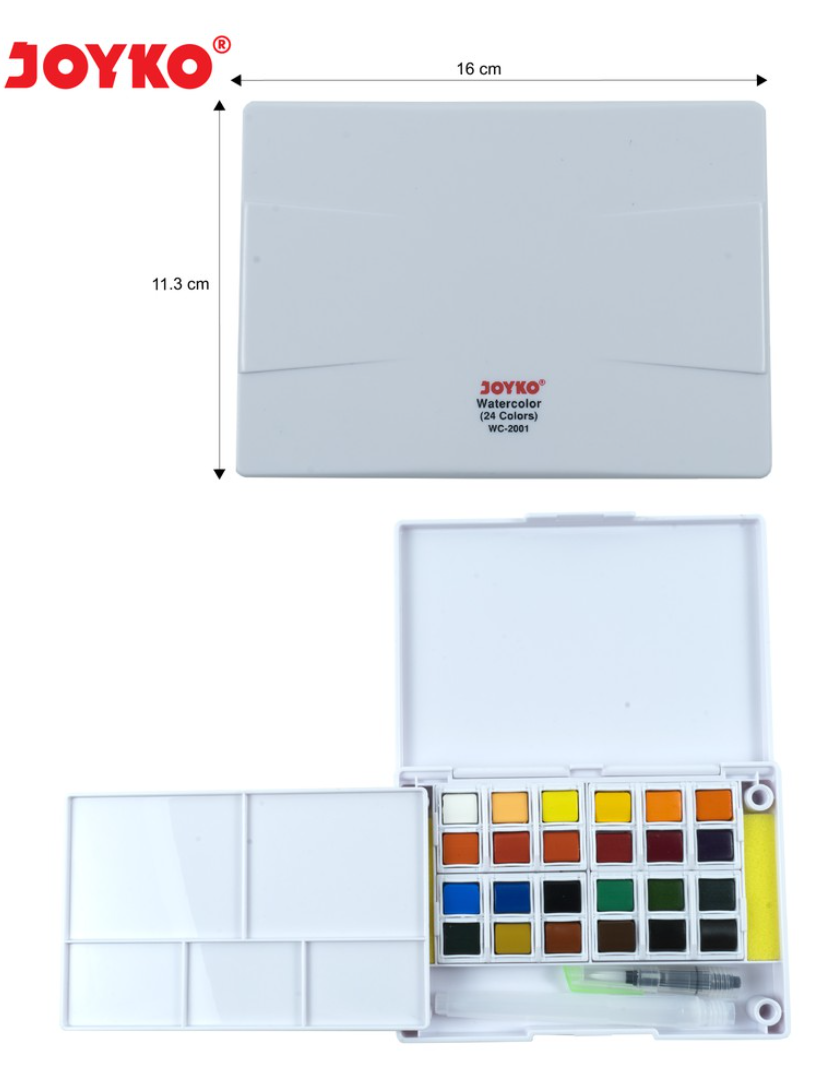 JOYKO®
16 cm
11.3 cm
JOYKO®
Watercolor
(24 Colors)
WC-2001